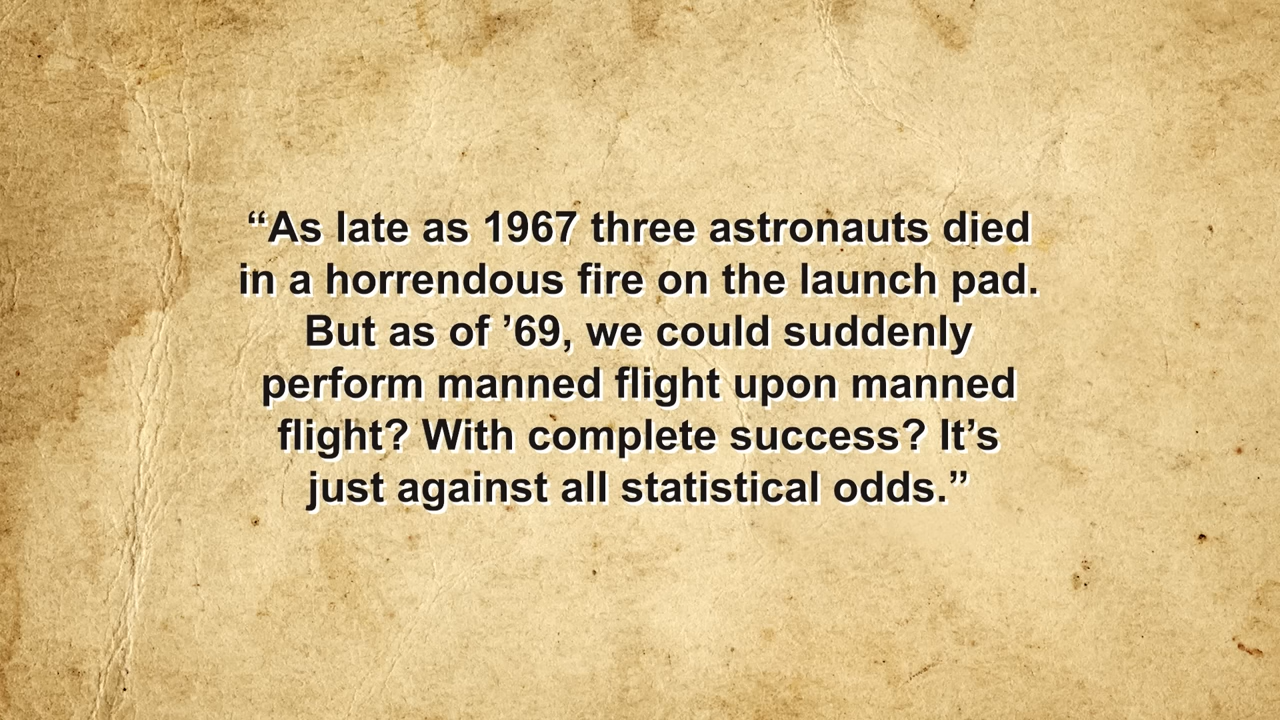 “As late as 1967 three astronauts died
in a horrendous fire on the launch pad.
But as of ’69, we could suddenly
perform manned flight upon manned
flight? With complete success? It’s
just against all statistical odds.”